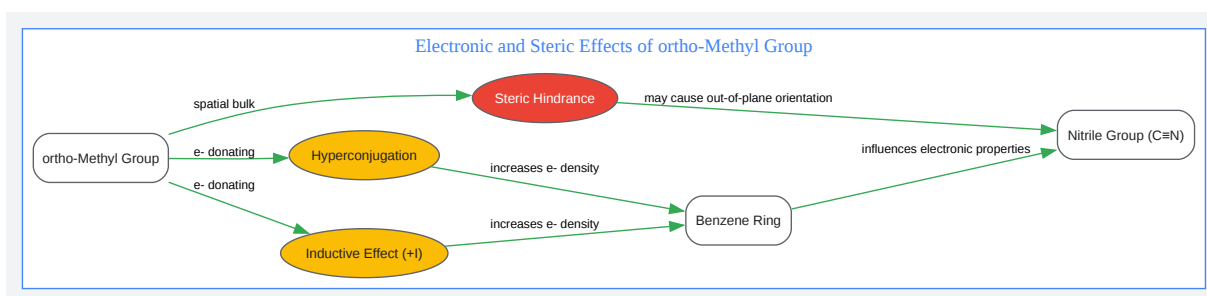 Electronic and Steric Effects of ortho-Methyl Group
ortho-Methyl Group
spatial bulk
e- donating
e- donating
Steric Hindrance
Hyperconjugation
Inductive Effect (+I)
may cause out-of-plane orientation
increases e- density
increases e- density
Benzene Ring
influences electronic properties
Nitrile Group (C≡N)